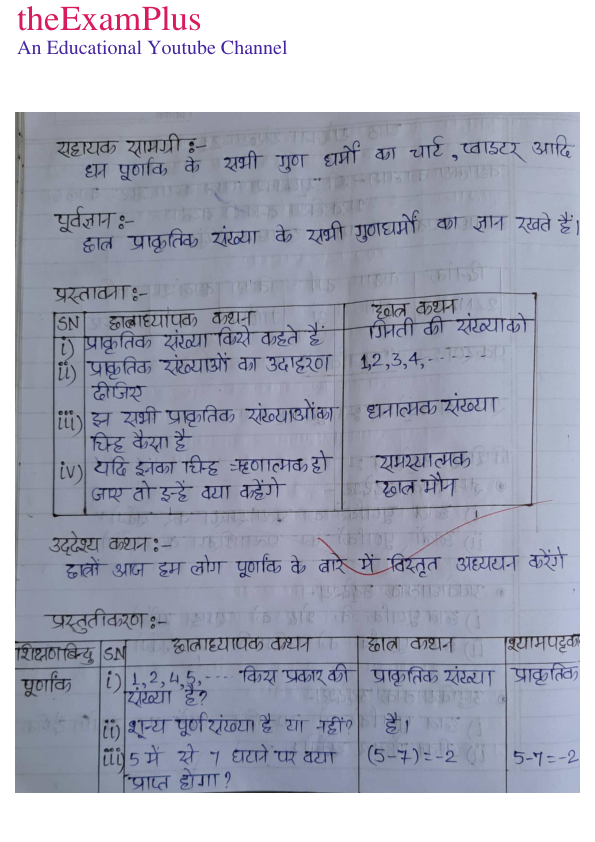 theExamPlus
An Educational Youtube Channel
सहायक सामग्री :-
धन पूर्णांक के सभी गुण धर्मों का चार्ट, प्वाइंटर आदि
पूर्वज्ञान :-
छात्र प्राकृतिक संख्या के सभी गुणधर्मों का ज्ञान रखते हैं।
प्रस्तावना :-
SN छात्राध्यापक कथन छात्र कथन
i) प्राकृतिक संख्या किसे कहते हैं गिनती की संख्या को
ii) प्राकृतिक संख्याओं का उदाहरण 1,2,3,4,-------
दीजिए
iii) इन सभी प्राकृतिक संख्याओं का धनात्मक संख्या
चिन्ह कैसा है
iv) यदि इनका चिन्ह ऋणात्मक हो समस्यात्मक
जाए तो इन्हें क्या कहेंगे छात्र मौन
उद्देश्य कथन :-
छात्रों आज हम लोग पूर्णांक के बारे में विस्तृत अध्ययन करेंगे
प्रस्तुतीकरण :-
शिक्षणबिन्दु SN छात्राध्यापक कथन छात्र कथन श्यामपट्टक
पूर्णांक i) 1,2,4,5,---- किस प्रकार की प्राकृतिक संख्या प्राकृतिक
संख्या है?
ii) शून्य पूर्ण संख्या है या नहीं? है।
iii) 5 में से 7 घटाने पर क्या (5-7)=-2 5-7=-2
प्राप्त होगा?